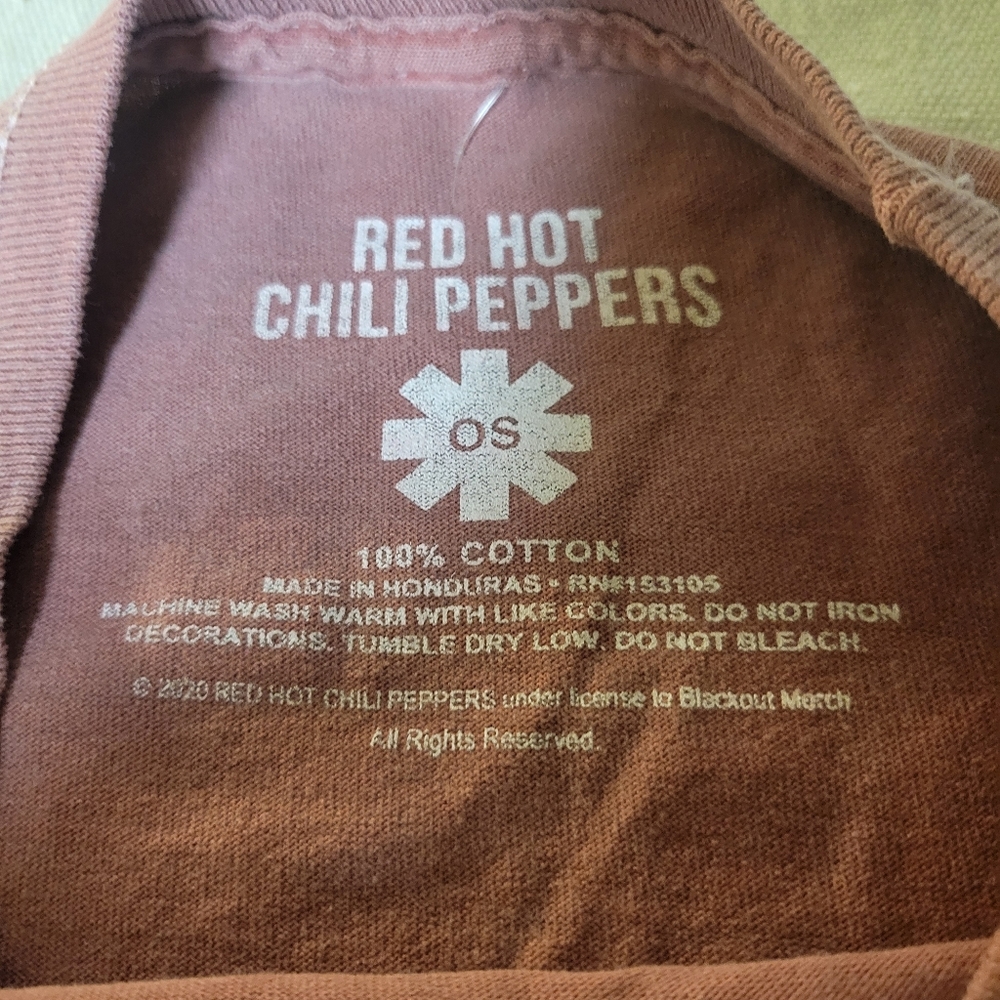 RED HOT
CHILI PEPPERS
OS
100% COTTON
MADE IN HONDURAS • RN#153105
MACHINE WASH WARM WITH LIKE COLORS. DO NOT IRON
DECORATIONS. TUMBLE DRY LOW. DO NOT BLEACH.
© 2020 RED HOT CHILI PEPPERS under license to Blackout Merch
All Rights Reserved.